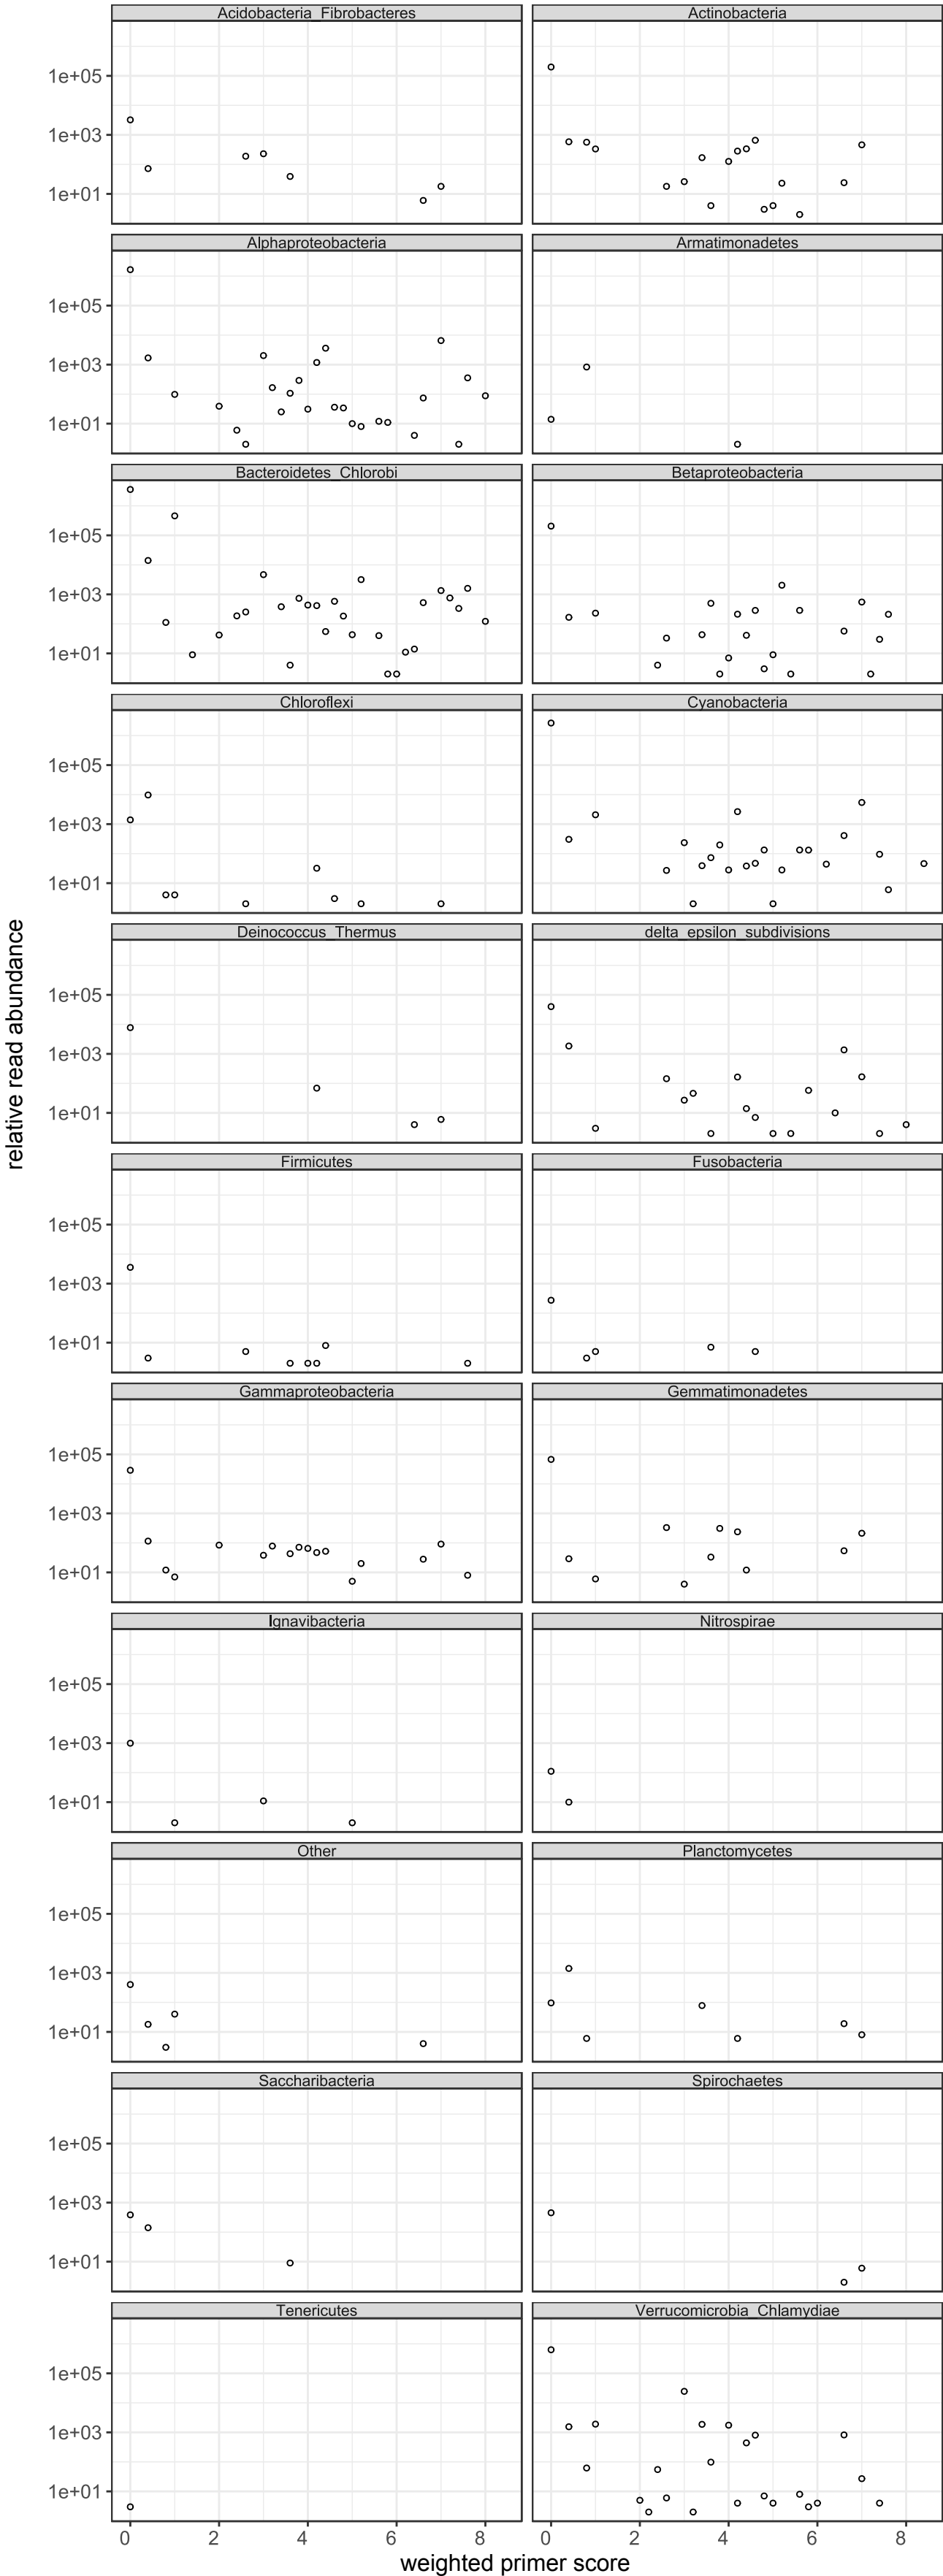 Acidobacteria_Fibrobacteres
Actinobacteria
1e+05
1e+03
1e+01
Alphaproteobacteria
Armatimonadetes
1e+05
1e+03
1e+01
Bacteroidetes_Chlorobi
Betaproteobacteria
1e+05
1e+03
1e+01
Chloroflexi
Cyanobacteria
1e+05
1e+03
1e+01
Deinococcus_Thermus
delta_epsilon_subdivisions
1e+05
1e+03
1e+01
relative read abundance
Firmicutes
Fusobacteria
1e+05
1e+03
1e+01
Gammaproteobacteria
Gemmatimonadetes
1e+05
1e+03
1e+01
Ignavibacteria
Nitrospirae
1e+05
1e+03
1e+01
Other
Planctomycetes
1e+05
1e+03
1e+01
Saccharibacteria
Spirochaetes
1e+05
1e+03
1e+01
Tenericutes
Verrucomicrobia_Chlamydiae
1e+05
1e+03
1e+01
0 2 4 6 8 0 2 4 6 8
weighted primer score